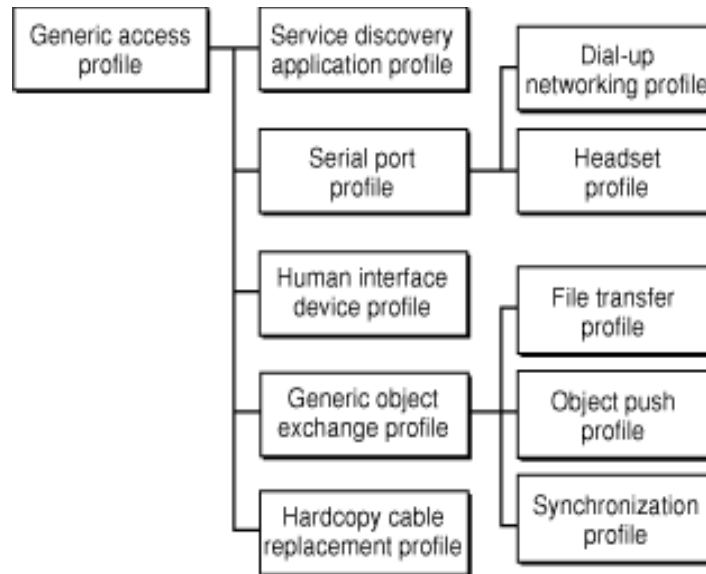 Generic access
profile
Service discovery
application profile
Serial port
profile
Dial-up
networking profile
Headset
profile
Human interface
device profile
Generic object
exchange profile
File transfer
profile
Object push
profile
Synchronization
profile
Hardcopy cable
replacement profile